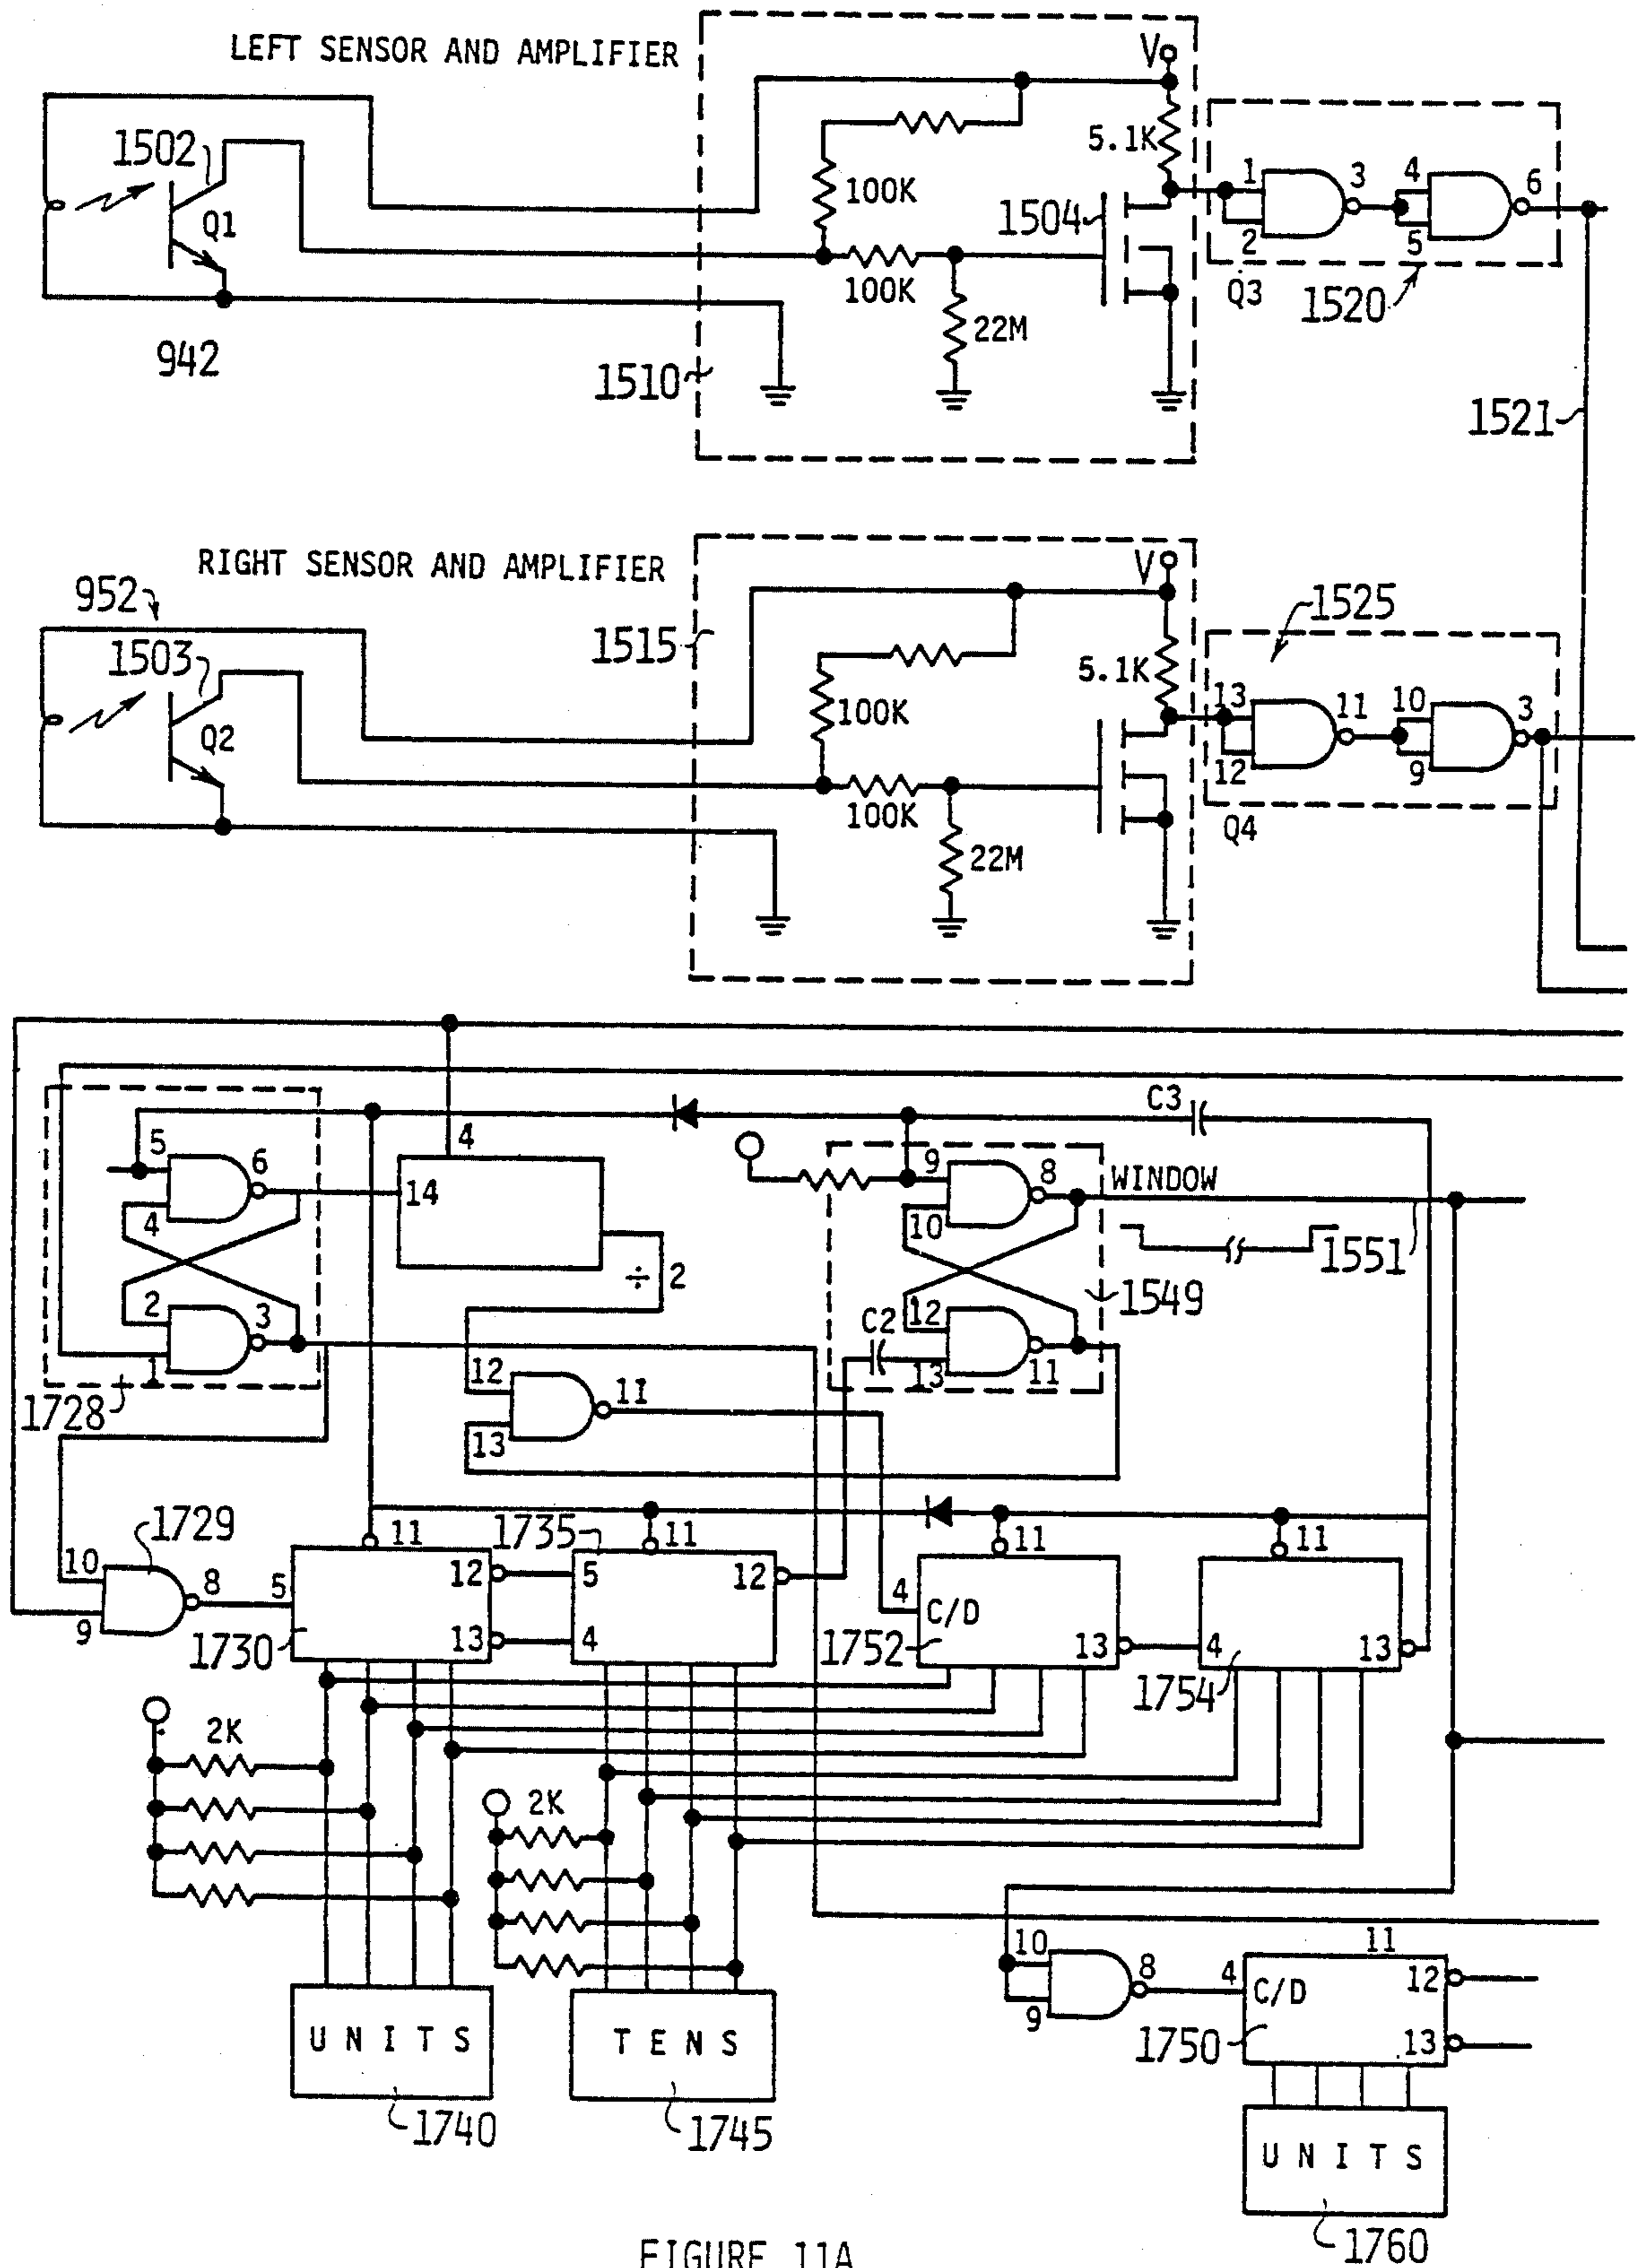 LEFT SENSOR AND AMPLIFIER
V
1502
Q1
942
5.1K
100K
100K
22M
1504
1510
1
2
3
4
5
6
Q3
1520
1521
RIGHT SENSOR AND AMPLIFIER
V
952
1503
Q2
1515
5.1K
100K
100K
22M
1525
13
12
11
10
9
3
Q4
C3
5
6
4
2
3
1
1728
4
14
÷ 2
9
8
10
WINDOW
1551
1549
C2
12
13
11
12
13
11
1729
10
9
8
5
11
12
13
1730
1735
11
5
4
12
11
4
C/D
1752
13
11
4
13
1754
2K
2K
10
9
8
4
11
C/D
12
13
1750
UNITS
1740
TENS
1745
UNITS
1760
FIGURE 11A